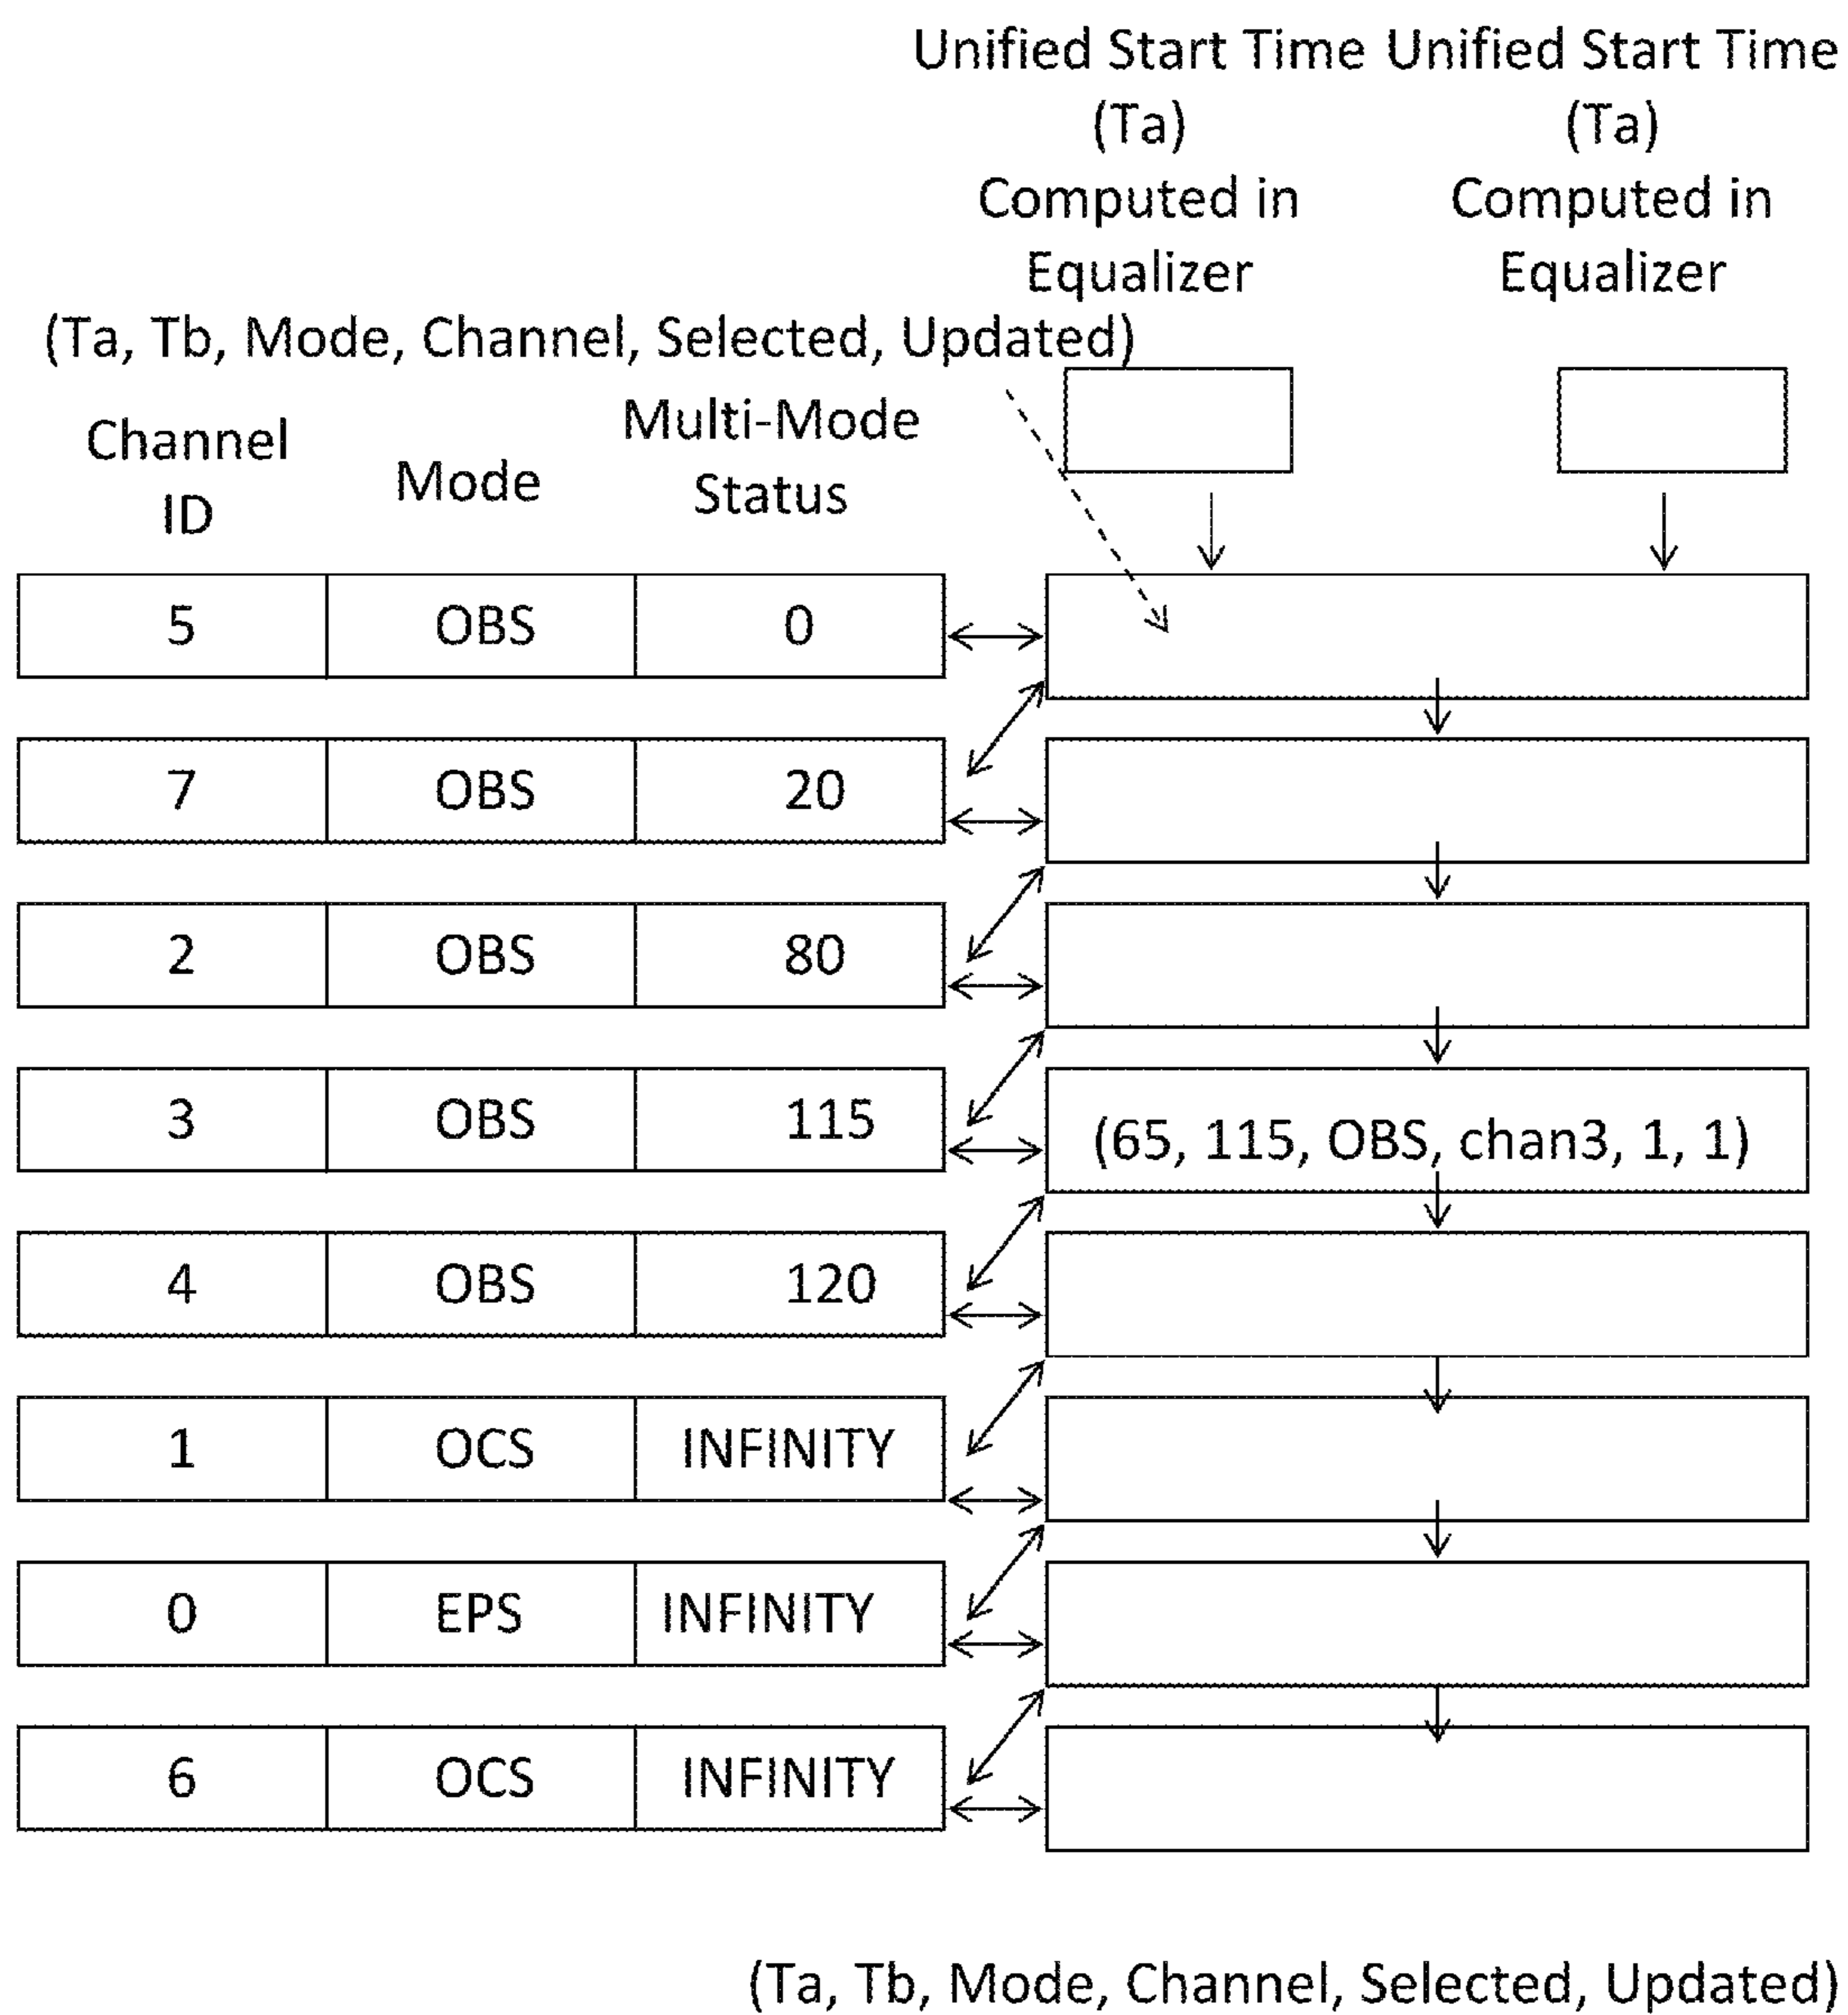 Unified Start Time Unified Start Time
(Ta) (Ta)
Computed in Computed in
Equalizer Equalizer
(Ta, Tb, Mode, Channel, Selected, Updated)
Channel ID Mode Multi-Mode Status
5 OBS 0
7 OBS 20
2 OBS 80
3 OBS 115 (65, 115, OBS, chan3, 1, 1)
4 OBS 120
1 OCS INFINITY
0 EPS INFINITY
6 OCS INFINITY
(Ta, Tb, Mode, Channel, Selected, Updated)